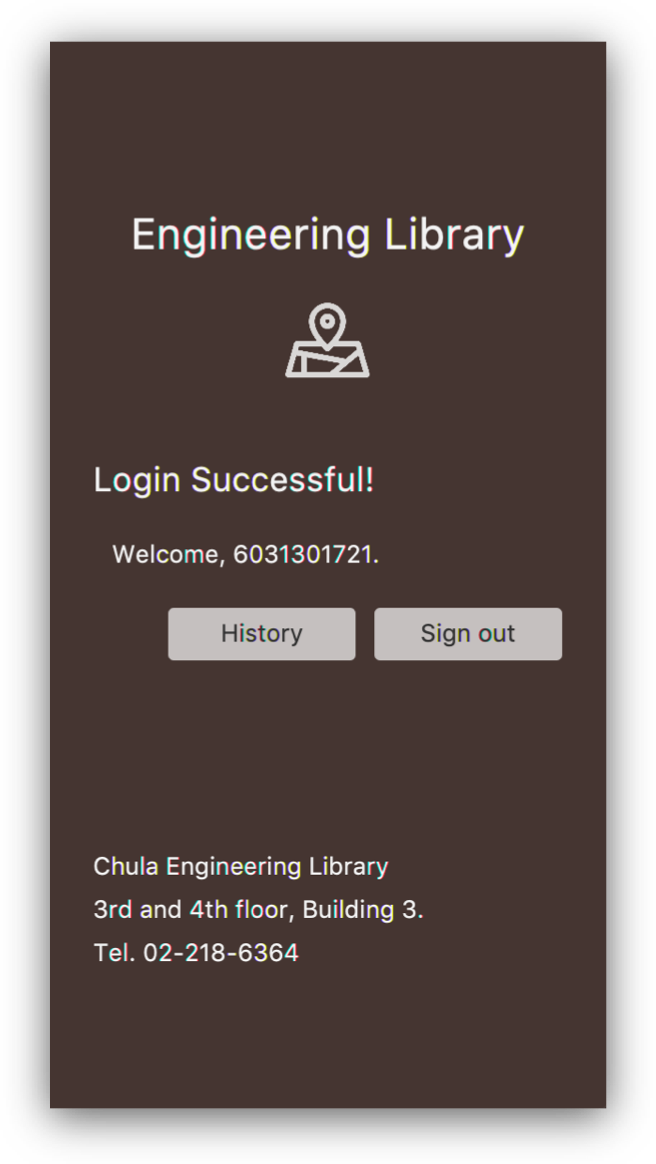 Engineering Library
Login Successful!
Welcome, 6031301721.
History
Sign out
Chula Engineering Library
3rd and 4th floor, Building 3.
Tel. 02-218-6364